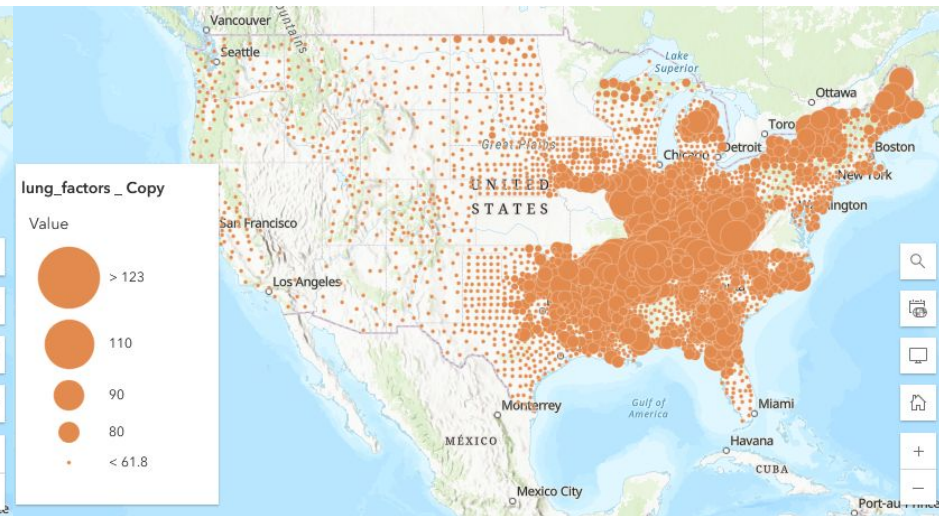 Vancouver
Mountains
Seattle
Lake
Superior
Ottawa
Toro
Great Plains
Chicago
Detroit
Boston
New York
UNITED
STATES
ington
lung_factors _ Copy
Value
> 123
110
90
80
< 61.8
San Francisco
Los Angeles
Monterrey
Gulf of
America
Miami
MÉXICO
Havana
CUBA
Mexico City
Port-au-Prince
+
−